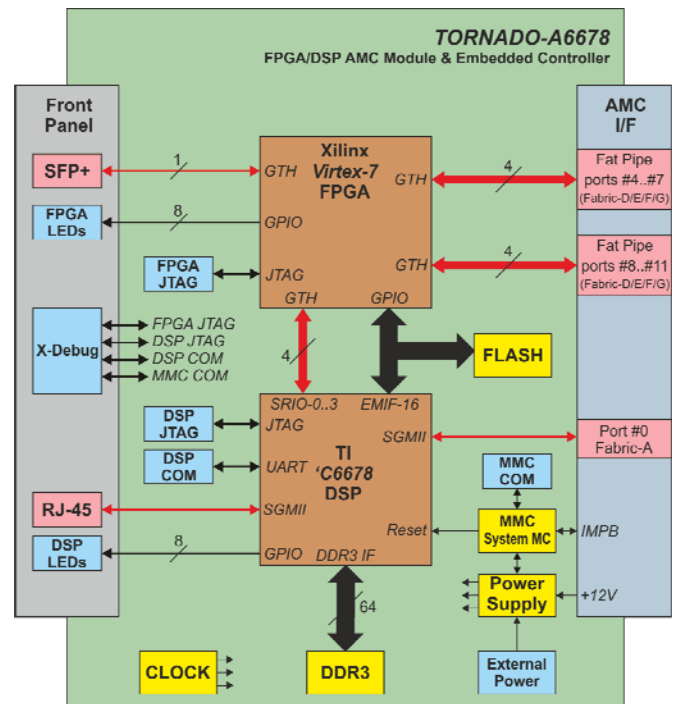 TORNADO-A6678
FPGA/DSP AMC Module & Embedded Controller
Front
Panel
AMC
I/F
Xilinx
Virtex-7
FPGA
SFP+
1
GTH
GTH
4
Fat Pipe
ports #4..#7
(Fabric-D/E/F/G)
FPGA
LEDs
8
GPIO
FPGA
JTAG
JTAG
GTH
4
Fat Pipe
ports #8..#11
(Fabric-D/E/F/G)
GTH
GPIO
X-Debug
FPGA JTAG
DSP JTAG
DSP COM
MMC COM
4
FLASH
SRIO-0..3
EMIF-16
DSP
JTAG
JTAG
SGMII
Port #0
Fabric-A
DSP
COM
UART
TI
'C6678
DSP
MMC
COM
RJ-45
SGMII
Reset
MMC
System MC
IMPB
DSP
LEDs
8
GPIO
DDR3 IF
64
Power
Supply
+12V
CLOCK
DDR3
External
Power